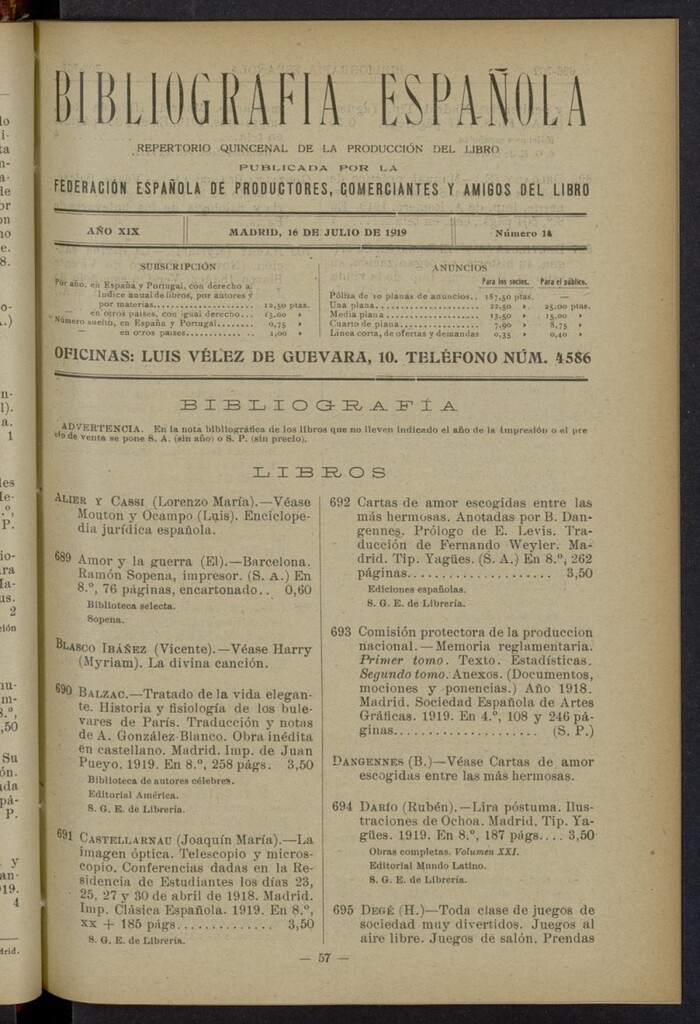 BIBLIOGRAFIA ESPAÑOLA
REPERTORIO QUINCENAL DE LA PRODUCCIÓN DEL LIBRO
PUBLICADA POR LA
FEDERACIÓN ESPAÑOLA DE PRODUCTORES, COMERCIANTES Y AMIGOS DEL LIBRO
AÑO XIX MADRID, 16 DE JULIO DE 1919 Número 14
SUBSCRIPCIÓN
Por año, en España y Portugal, con derecho a
Indice anual de libros, por autores y
por materias................. 12,50 ptas.
— en otros países, con igual derecho... 15,00 »
Número suelto, en España y Portugal........ 0,75 »
— en otros países............. 1,00 »
ANUNCIOS
Para los socios. Para el público.
Póliza de 10 planas de anuncios.. 187,50 ptas. —
Una plana.................. 22,50 » 25,00 ptas.
Media plana................ 13,50 » 15,00 »
Cuarto de plana............ 7,90 » 8,75 »
Línea corta, de ofertas y demandas 0,35 » 0,40 »
OFICINAS: LUIS VÉLEZ DE GUEVARA, 10. TELÉFONO NÚM. 4586
BIBLIOGRAFÍA
ADVERTENCIA. En la nota bibliográfica de los libros que no lleven indicado el año de la impresión o el pre
cio de venta se pone S. A. (sin año) o S. P. (sin precio).
LIBROS
ALIER Y CASSI (Lorenzo María).—Véase
Mouton y Ocampo (Luis). Enciclope-
dia jurídica española.
689 Amor y la guerra (El).—Barcelona.
Ramón Sopena, impresor. (S. A.) En
8.º, 76 páginas, encartonado.. 0,60
Biblioteca selecta.
Sopena.
BLASCO IBÁÑEZ (Vicente).—Véase Harry
(Myriam). La divina canción.
690 BALZAC.—Tratado de la vida elegan-
te. Historia y fisiología de los bule-
vares de París. Traducción y notas
de A. González-Blanco. Obra inédita
en castellano. Madrid. Imp. de Juan
Pueyo. 1919. En 8.º, 258 págs. 3,50
Biblioteca de autores célebres.
Editorial América.
S. G. E. de Librería.
691 CASTELLARNAU (Joaquín María).—La
imagen óptica. Telescopio y micros-
copio. Conferencias dadas en la Re-
sidencia de Estudiantes los días 23,
25, 27 y 30 de abril de 1918. Madrid.
Imp. Clásica Española. 1919. En 8.º,
XX + 185 págs.............. 3,50
S. G. E. de Librería.
692 Cartas de amor escogidas entre las
más hermosas. Anotadas por B. Dan-
gennes. Prólogo de E. Levis. Tra-
ducción de Fernando Weyler. Ma-
drid. Tip. Yagües. (S. A.) En 8.º, 262
páginas..................... 3,50
Ediciones españolas.
S. G. E. de Librería.
693 Comisión protectora de la produccion
nacional.—Memoria reglamentaria.
Primer tomo. Texto. Estadísticas.
Segundo tomo. Anexos. (Documentos,
mociones y ponencias.) Año 1918.
Madrid. Sociedad Española de Artes
Gráficas. 1919. En 4.º, 108 y 246 pá-
ginas..................... (S. P.)
DANGENNES (B.)—Véase Cartas de amor
escogidas entre las más hermosas.
694 DARÍO (Rubén).—Lira póstuma. Ilus-
traciones de Ochoa. Madrid. Tip. Ya-
gües. 1919. En 8.º, 187 págs.... 3,50
Obras completas. Volumen XXI.
Editorial Mundo Latino.
S. G. E. de Librería.
695 DEGÉ (H.)—Toda clase de juegos de
sociedad muy divertidos. Juegos al
aire libre. Juegos de salón. Prendas
— 57 —